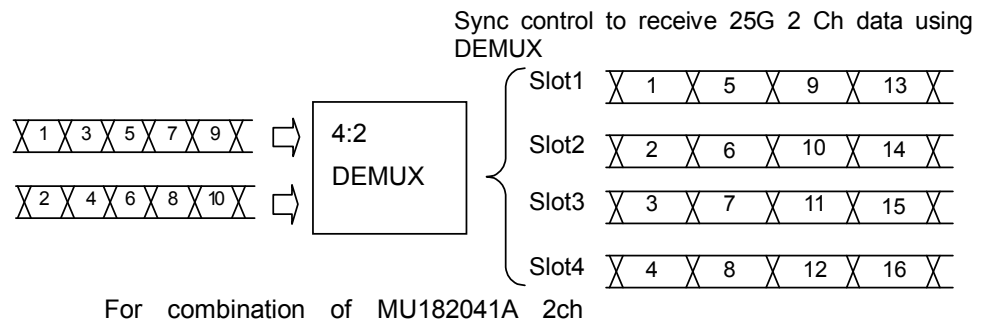 Sync control to receive 25G 2 Ch data using
DEMUX
Slot1 1 5 9 13
1 3 5 7 9
4:2
DEMUX
Slot2 2 6 10 14
2 4 6 8 10
Slot3 3 7 11 15
Slot4 4 8 12 16
For combination of MU182041A 2ch